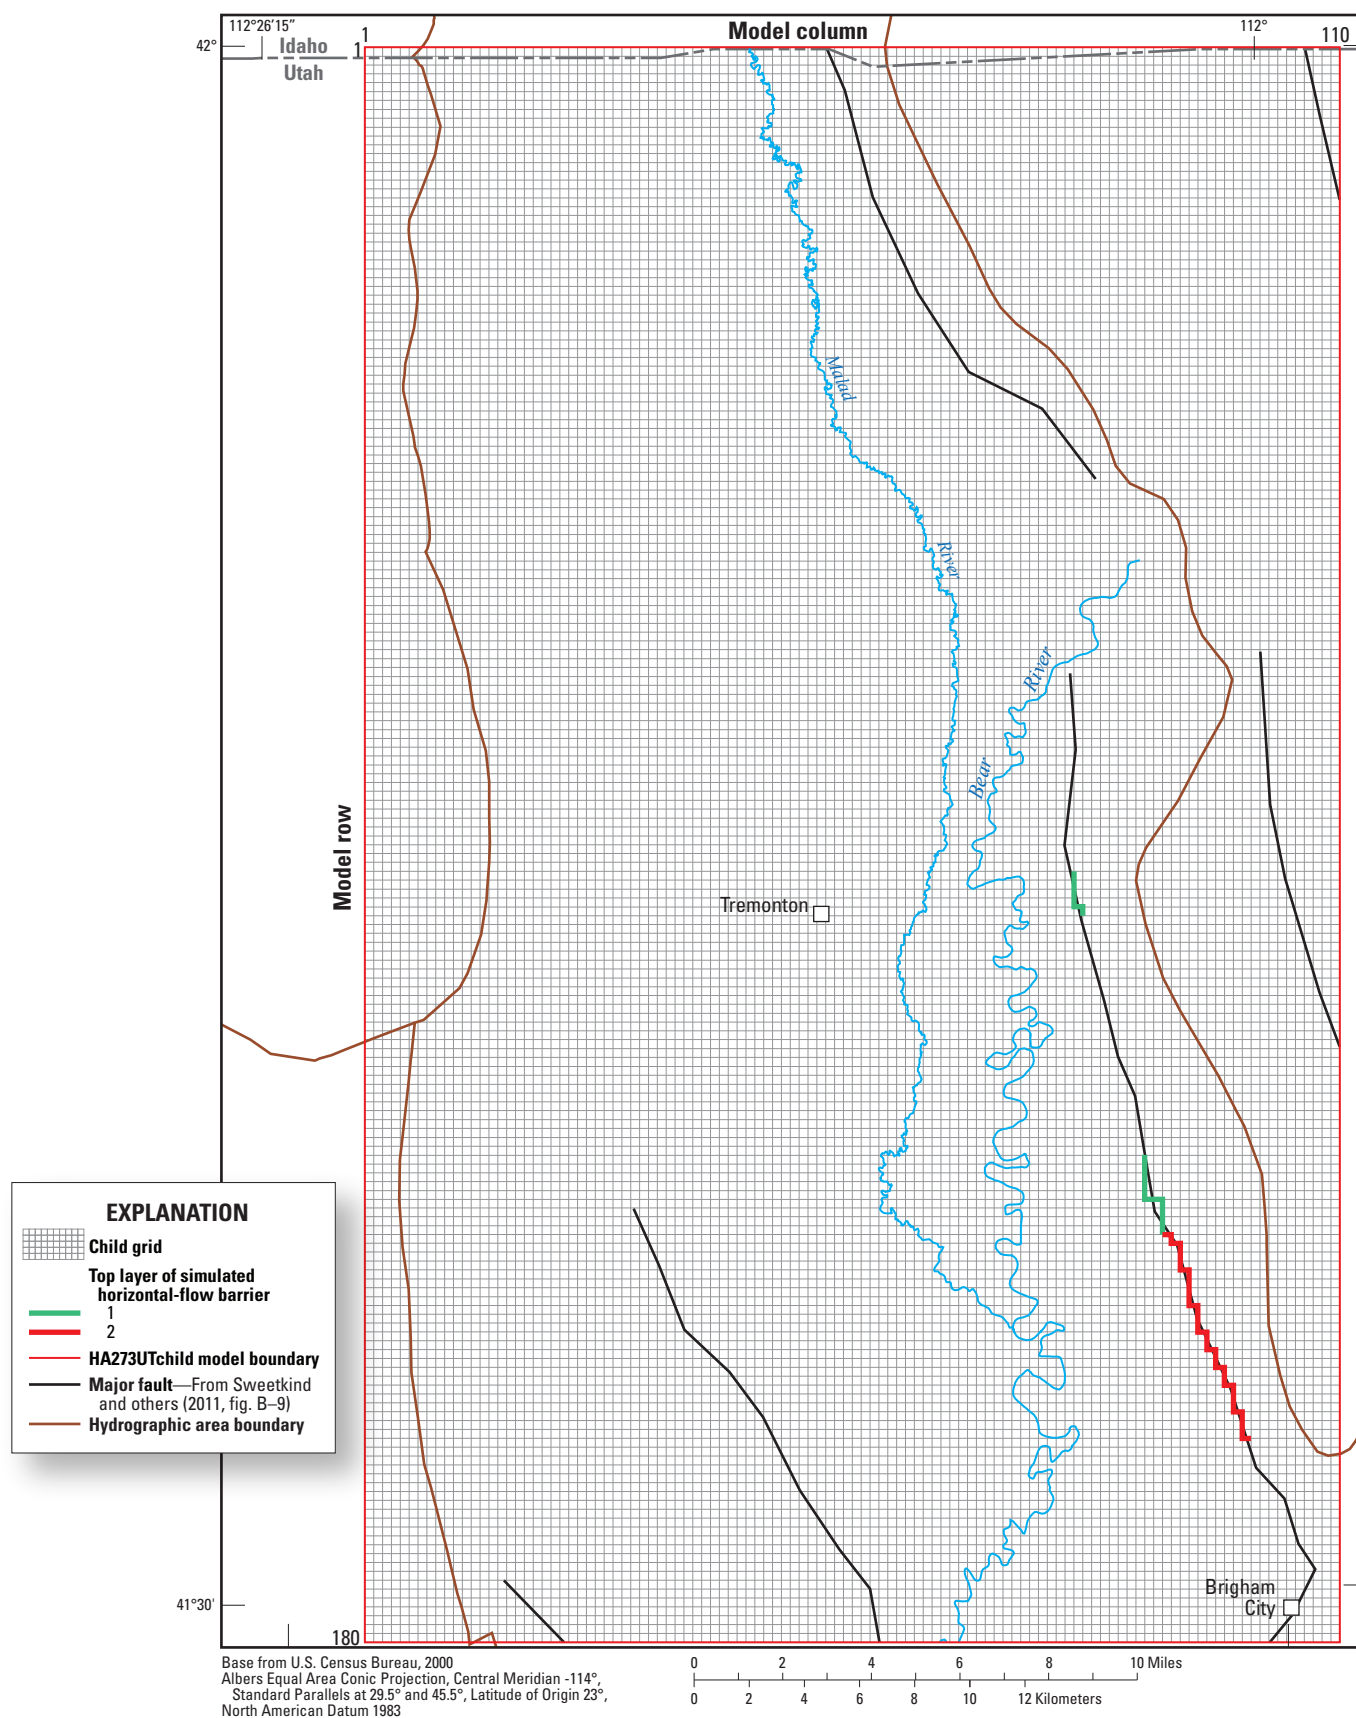 112°26'15"
1
Model column
112°
110
42°
Idaho
1
Utah
Malad
River
River
Bear
Model row
Tremonton
EXPLANATION
Child grid
Top layer of simulated
horizontal-flow barrier
1
2
HA273UTchild model boundary
Major fault—From Sweetkind
and others (2011, fig. B–9)
Hydrographic area boundary
Brigham
City
41°30'
180
Base from U.S. Census Bureau, 2000
Albers Equal Area Conic Projection, Central Meridian -114°,
Standard Parallels at 29.5° and 45.5°, Latitude of Origin 23°,
North American Datum 1983
0 2 4 6 8 10 Miles
0 2 4 6 8 10 12 Kilometers